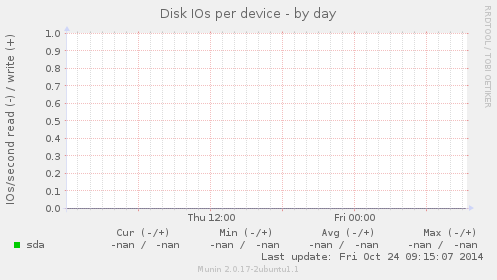 Disk IOs per device - by day
RRDTOOL / TOBI OETIKER
IOs/second read (-) / write (+)
1.0
0.9
0.8
0.7
0.6
0.5
0.4
0.3
0.2
0.1
0.0
Thu 12:00 Fri 00:00
Cur (-/+) Min (-/+) Avg (-/+) Max (-/+)
sda -nan / -nan -nan / -nan -nan / -nan -nan / -nan
Last update: Fri Oct 24 09:15:07 2014
Munin 2.0.17-2ubuntu1.1